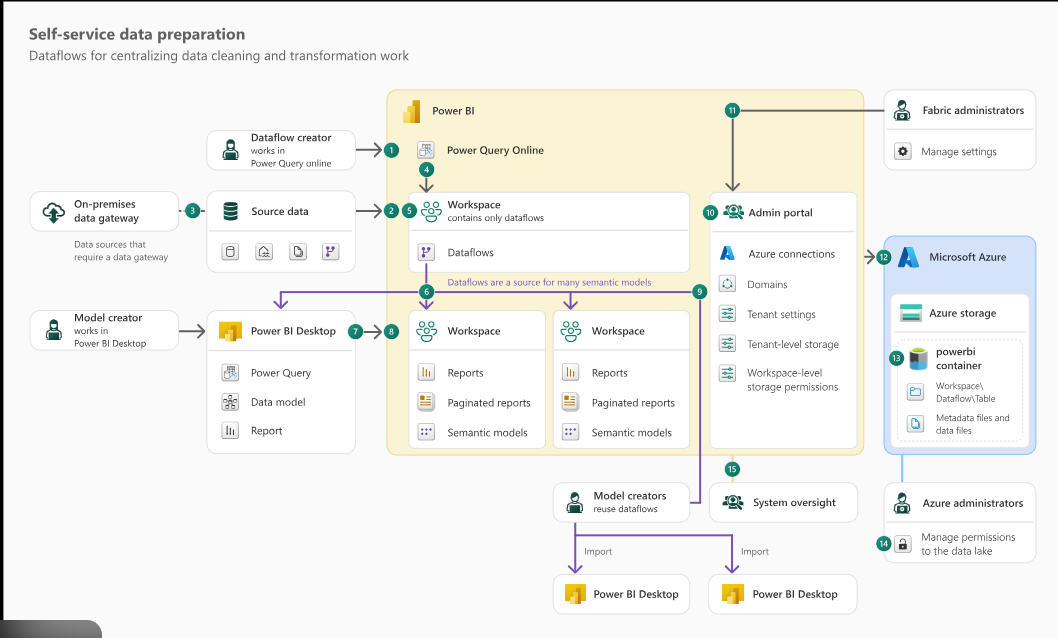 Self-service data preparation
Dataflows for centralizing data cleaning and transformation work
Power BI
11
Fabric administrators
Manage settings
Dataflow creator
works in
Power Query online
1
Power Query Online
4
On-premises
data gateway
3
Data sources that
require a data gateway
Source data
2
5
Workspace
contains only dataflows
Dataflows
Dataflows are a source for many semantic models
6
9
10
Admin portal
Azure connections
Domains
Tenant settings
Tenant-level storage
Workspace-level
storage permissions
12
Microsoft Azure
Azure storage
13
powerbi
container
Workspace\
Dataflow\Table
Metadata files and
data files
Model creator
works in
Power BI Desktop
Power BI Desktop
7
8
Power Query
Data model
Report
Workspace
Reports
Paginated reports
Semantic models
Workspace
Reports
Paginated reports
Semantic models
15
Model creators
reuse dataflows
System oversight
Azure administrators
14
Manage permissions
to the data lake
Import
Import
Power BI Desktop
Power BI Desktop